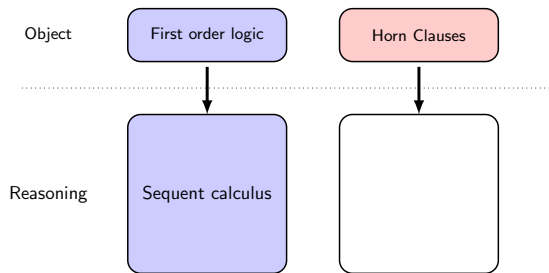 Object
First order logic
Horn Clauses
Reasoning
Sequent calculus